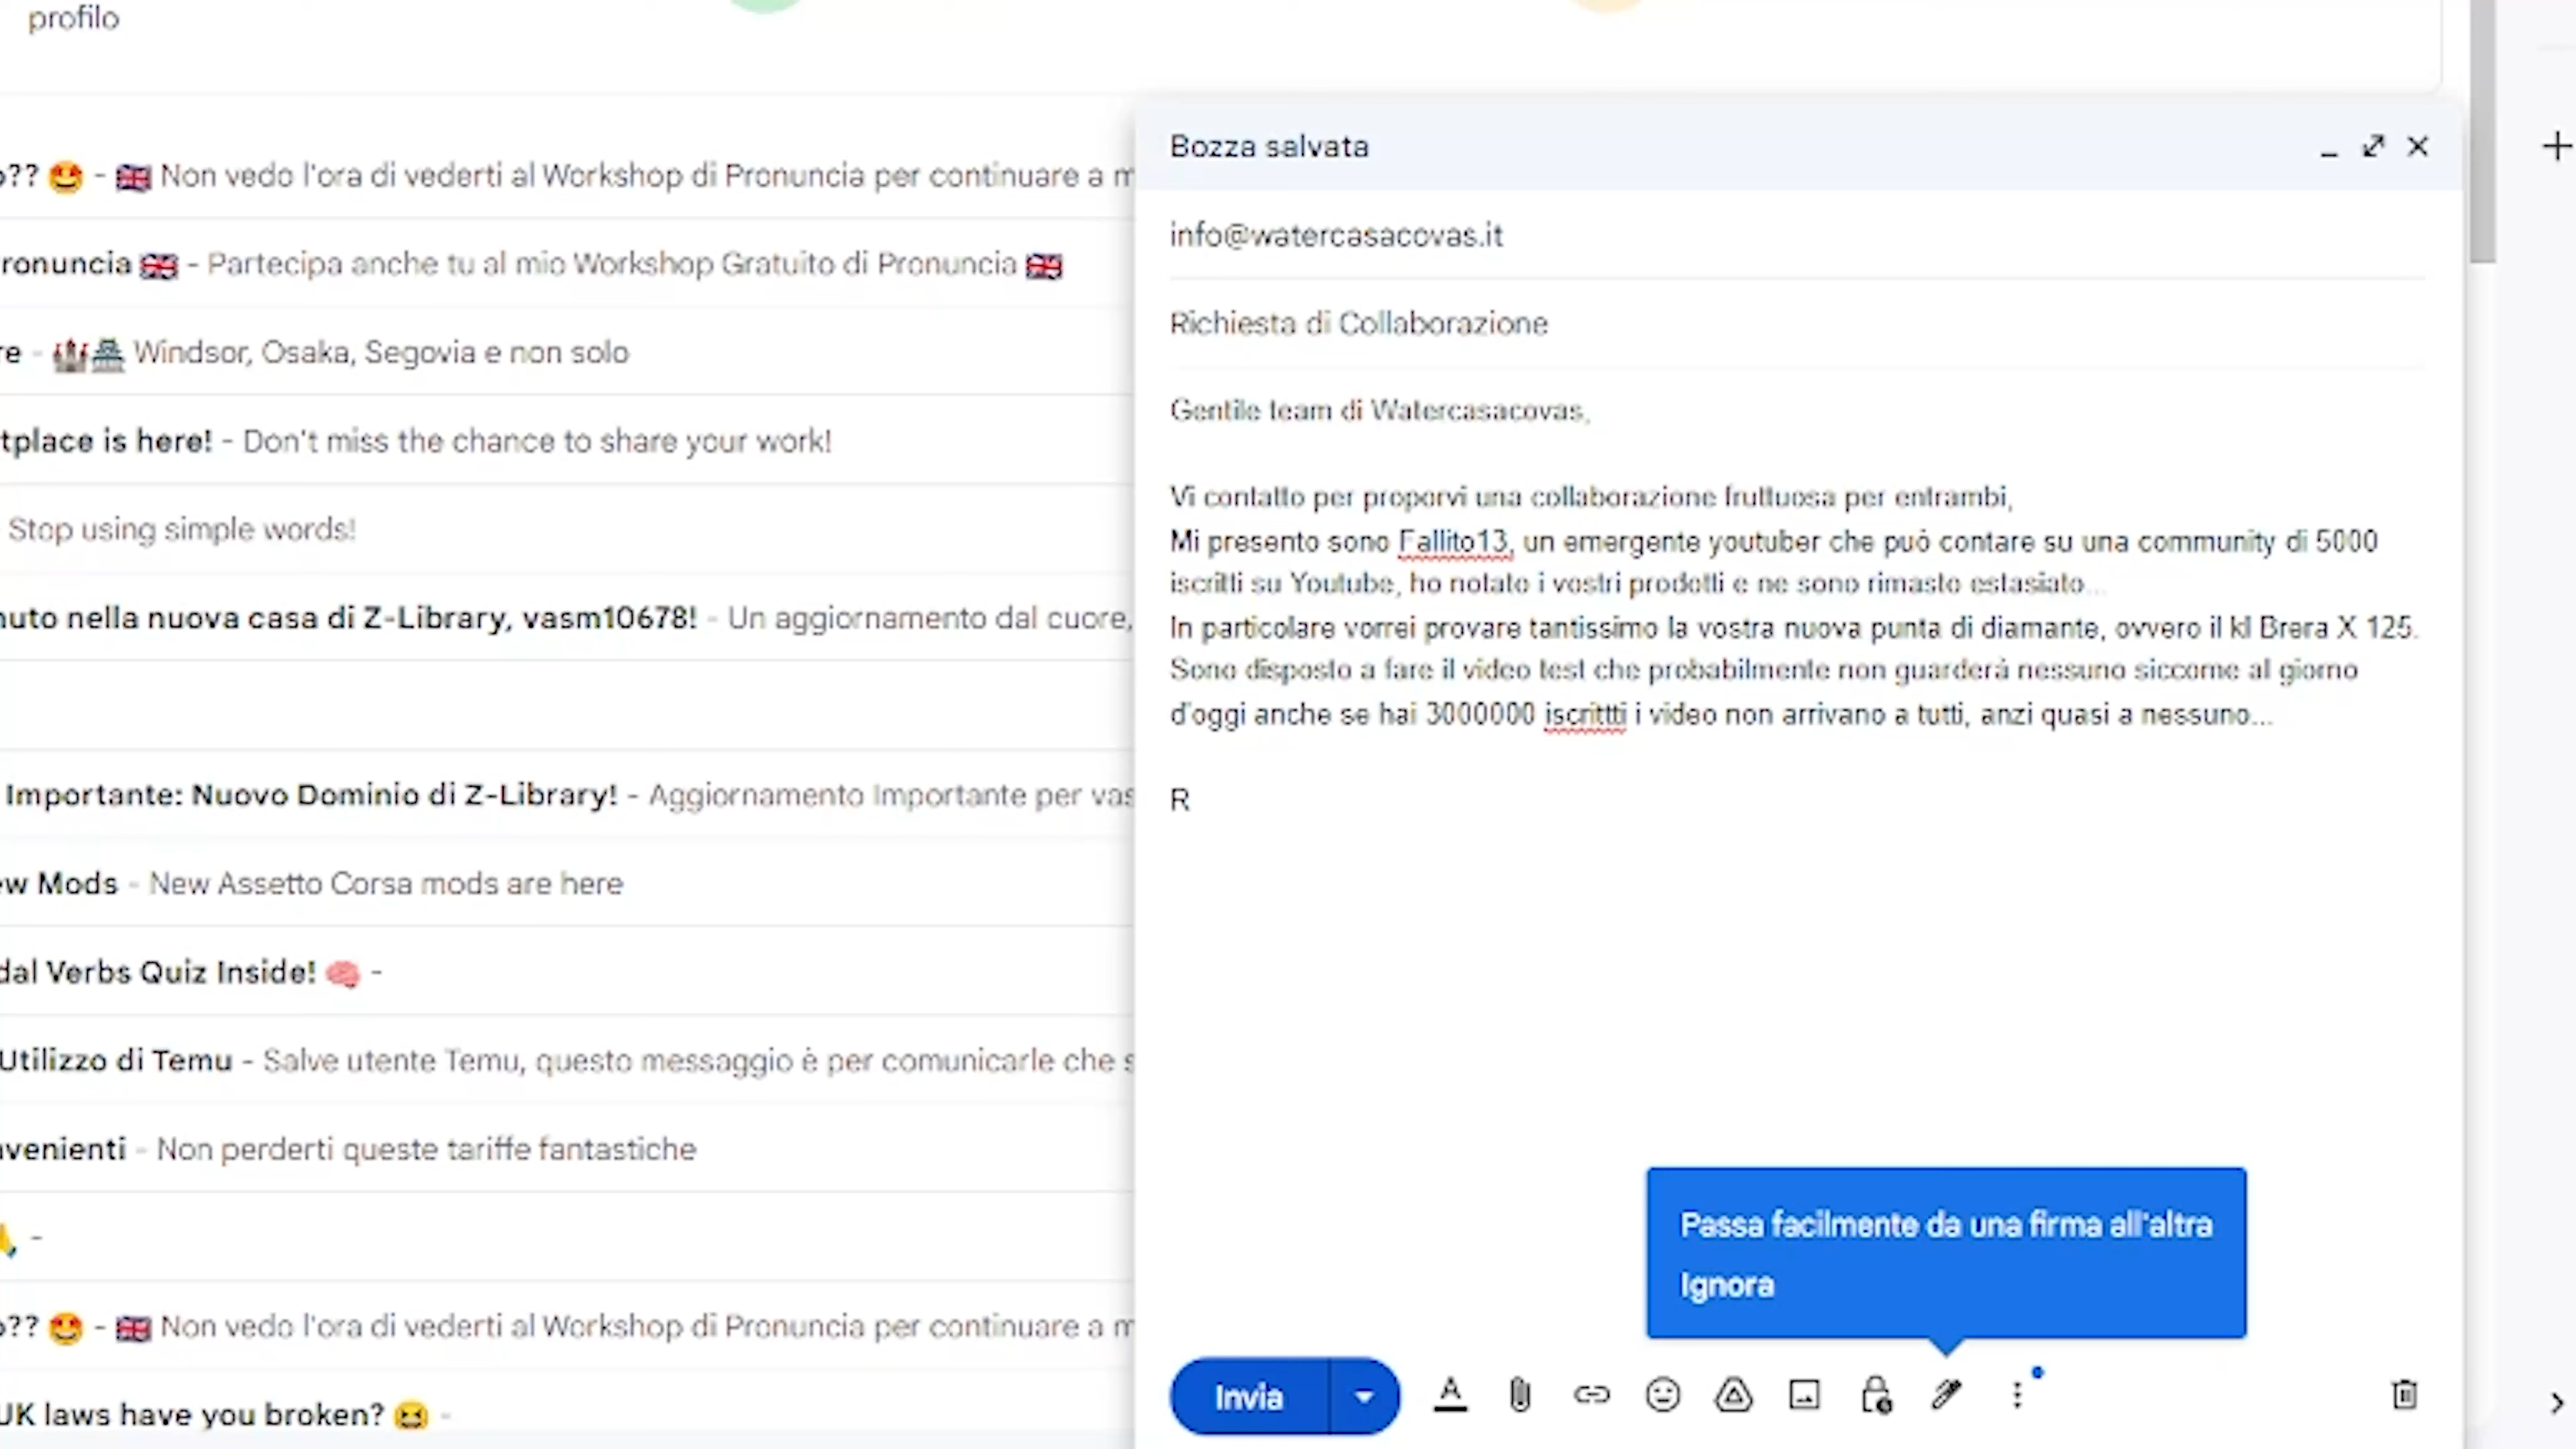 profilo
o?? 🤩 - 🇬🇧 Non vedo l'ora di vederti al Workshop di Pronuncia per continuare a m
ronuncia 🇬🇧 - Partecipa anche tu al mio Workshop Gratuito di Pronuncia 🇬🇧
re - 🏰🏯 Windsor, Osaka, Segovia e non solo
tplace is here! - Don't miss the chance to share your work!
Stop using simple words!
nuto nella nuova casa di Z-Library, vasm10678! - Un aggiornamento dal cuore,
Importante: Nuovo Dominio di Z-Library! - Aggiornamento Importante per vas
ew Mods - New Assetto Corsa mods are here
dal Verbs Quiz Inside! 🧠 -
Utilizzo di Temu - Salve utente Temu, questo messaggio è per comunicarle che s
nvenienti - Non perderti queste tariffe fantastiche
🙏 -
o?? 🤩 - 🇬🇧 Non vedo l'ora di vederti al Workshop di Pronuncia per continuare a m
UK laws have you broken? 😆 -
Bozza salvata
info@watercasacovas.it
Richiesta di Collaborazione
Gentile team di Watercasacovas,
Vi contatto per proporvi una collaborazione fruttuosa per entrambi,
Mi presento sono Fallito13, un emergente youtuber che può contare su una community di 5000
iscritti su Youtube, ho notato i vostri prodotti e ne sono rimasto estasiato...
In particolare vorrei provare tantissimo la vostra nuova punta di diamante, ovvero il kl Brera X 125.
Sono disposto a fare il video test che probabilmente non guarderà nessuno siccome al giorno
d'oggi anche se hai 3000000 iscrittti i video non arrivano a tutti, anzi quasi a nessuno...
R
Passa facilmente da una firma all'altra
Ignora
Invia